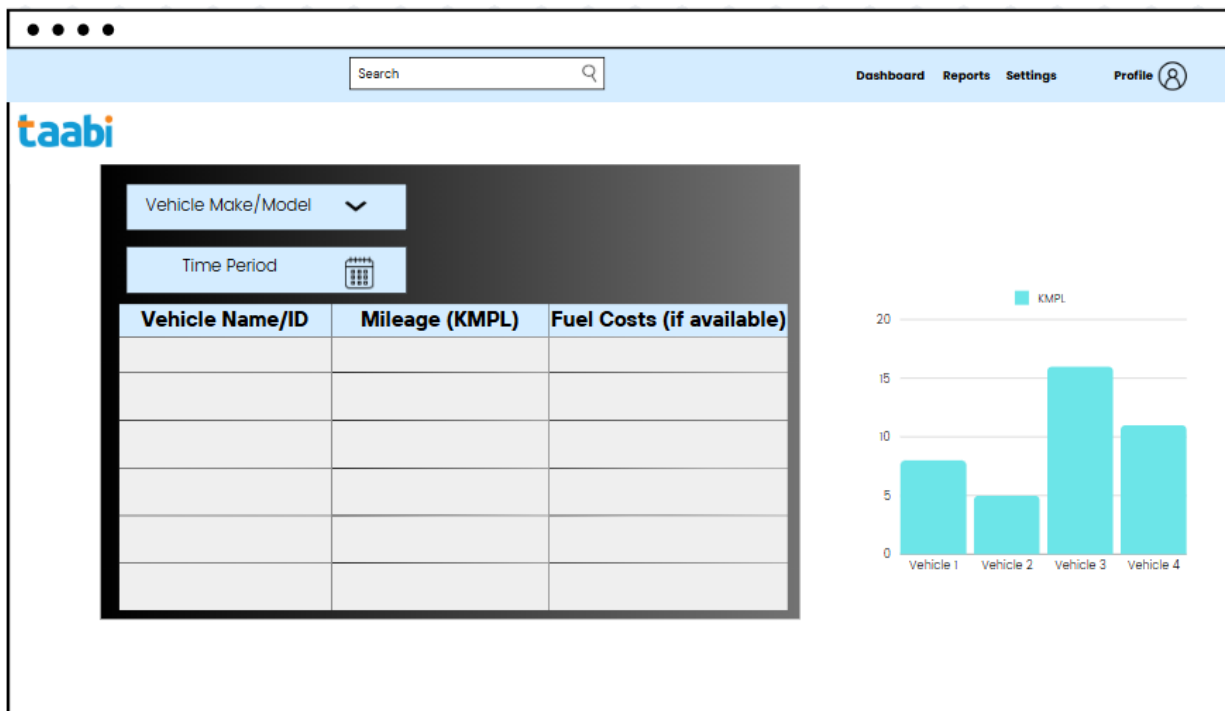 Search
Dashboard Reports Settings Profile
taabi
Vehicle Make/Model
Time Period
Vehicle Name/ID Mileage (KMPL) Fuel Costs (if available)
KMPL
20
15
10
5
0
Vehicle 1 Vehicle 2 Vehicle 3 Vehicle 4